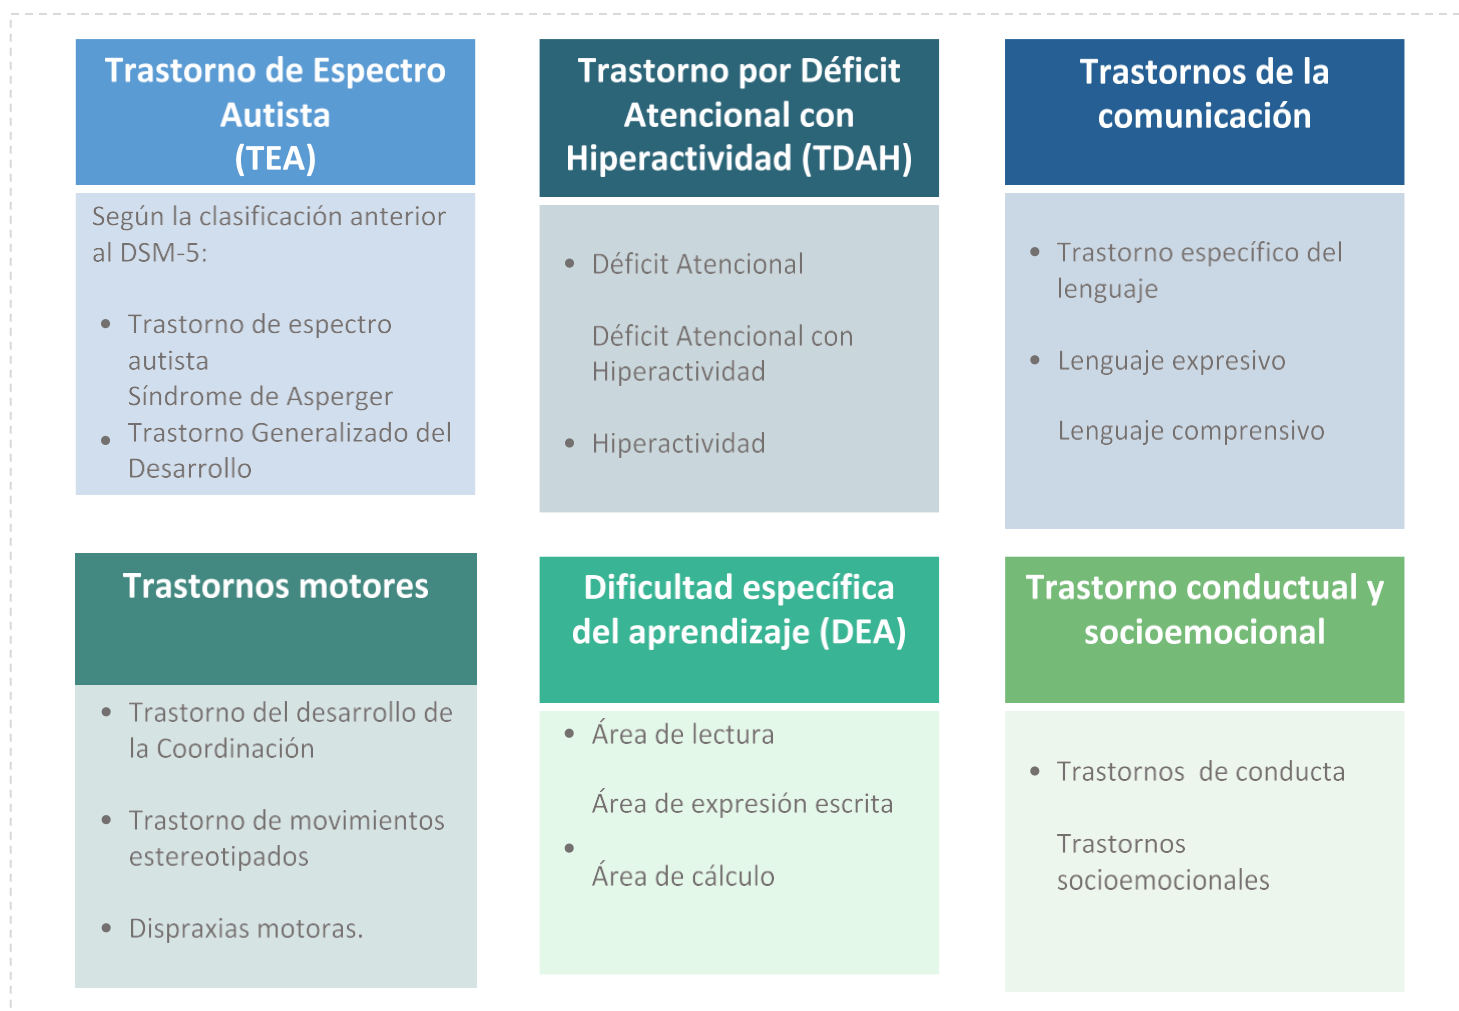 Trastorno de Espectro
Autista
(TEA)
Según la clasificación anterior
al DSM-5:
• Trastorno de espectro
autista
Síndrome de Asperger
• Trastorno Generalizado del
Desarrollo
Trastorno por Déficit
Atencional con
Hiperactividad (TDAH)
• Déficit Atencional
Déficit Atencional con
Hiperactividad
• Hiperactividad
Trastornos de la
comunicación
• Trastorno específico del
lenguaje
• Lenguaje expresivo
Lenguaje comprensivo
Trastornos motores
• Trastorno del desarrollo de
la Coordinación
• Trastorno de movimientos
estereotipados
• Dispraxias motoras.
Dificultad específica
del aprendizaje (DEA)
• Área de lectura
Área de expresión escrita
•
Área de cálculo
Trastorno conductual y
socioemocional
• Trastornos de conducta
Trastornos
socioemocionales